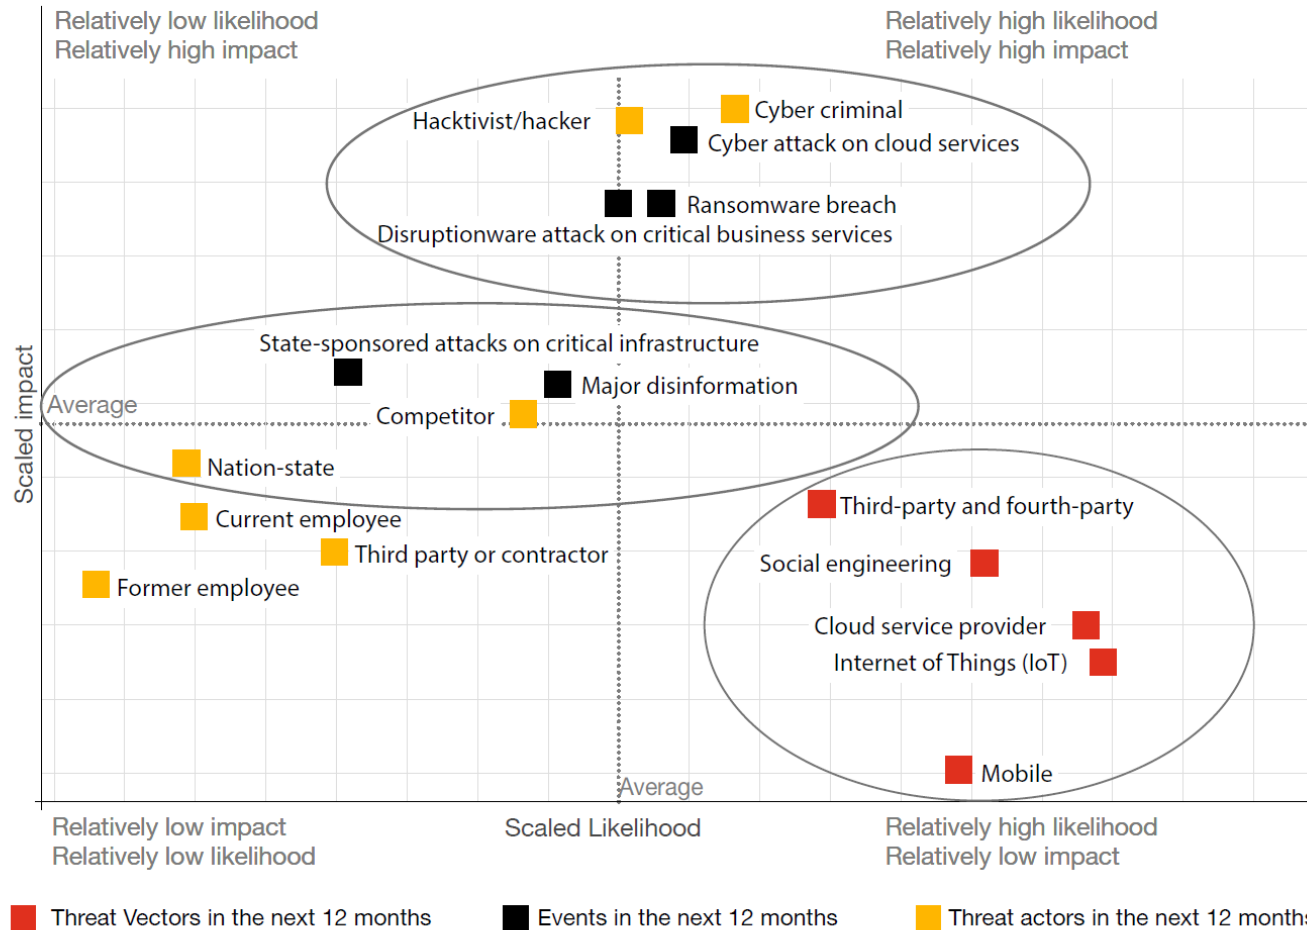 Relatively low likelihood
Relatively high impact
Relatively high likelihood
Relatively high impact
Cyber criminal
Hacktivist/hacker
Cyber attack on cloud services
Ransomware breach
Disruptionware attack on critical business services
State-sponsored attacks on critical infrastructure
Major disinformation
Average
Competitor
Scaled impact
Nation-state
Third-party and fourth-party
Current employee
Third party or contractor
Social engineering
Former employee
Cloud service provider
Internet of Things (IoT)
Mobile
Average
Relatively low impact
Relatively low likelihood
Scaled Likelihood
Relatively high likelihood
Relatively low impact
Threat Vectors in the next 12 months
Events in the next 12 months
Threat actors in the next 12 months